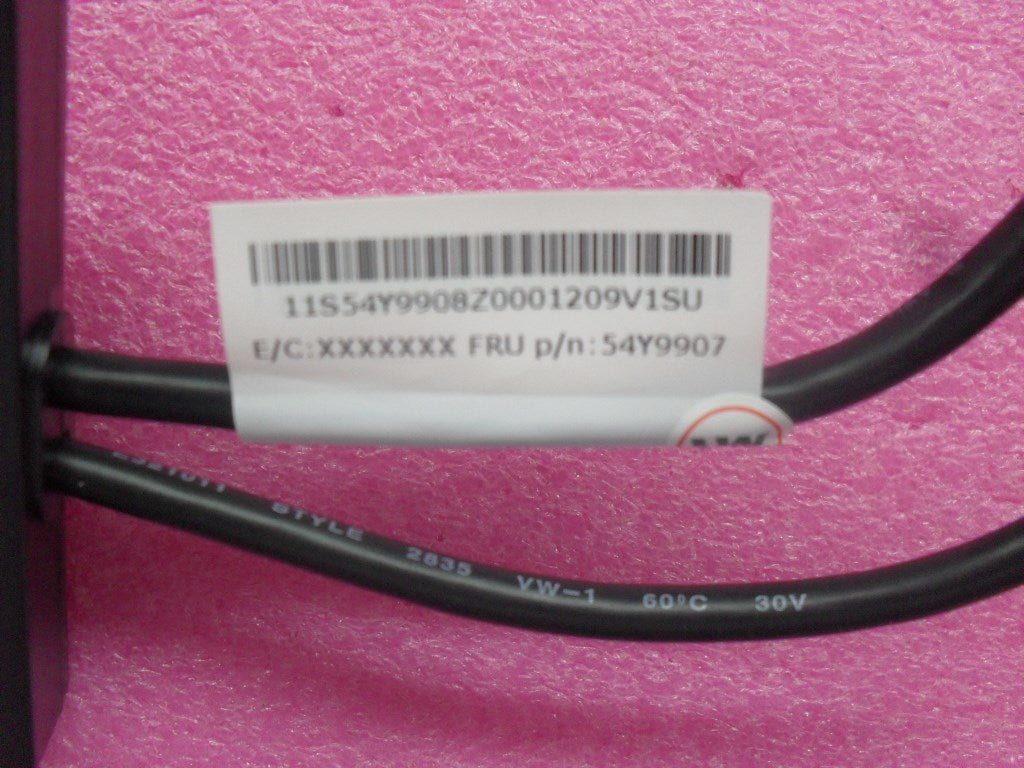 11S54Y9908Z0001209V1SU
E/C:XXXXXXX FRU p/n:54Y9907
STYLE 2835 VW-1 60°C 30V